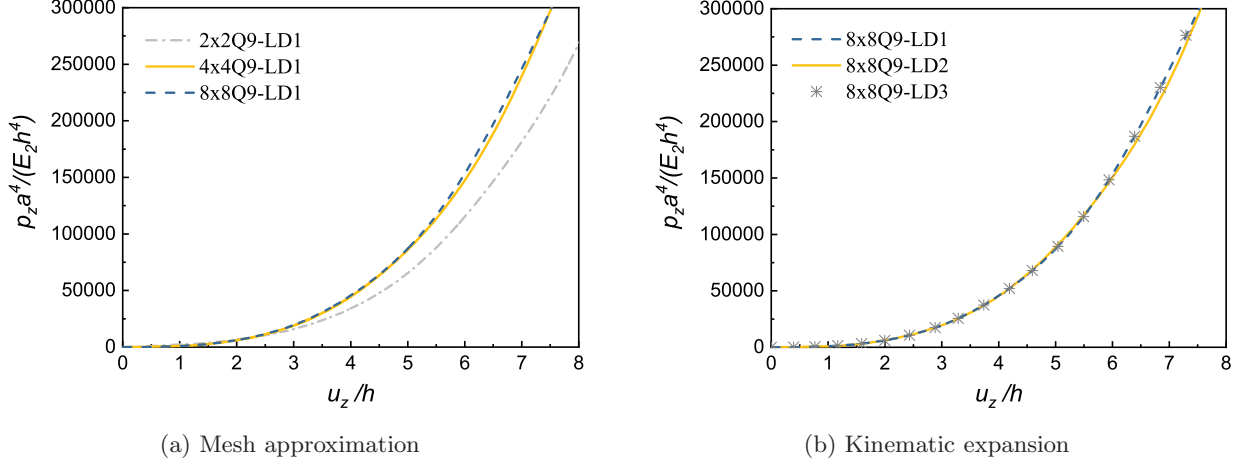 300000
250000
200000
150000
100000
50000
0
0 1 2 3 4 5 6 7 8
p_z a^4/(E_2 h^4)
u_z /h
2x2Q9-LD1
4x4Q9-LD1
8x8Q9-LD1
(a) Mesh approximation
300000
250000
200000
150000
100000
50000
0
0 1 2 3 4 5 6 7 8
p_z a^4/(E_2 h^4)
u_z /h
8x8Q9-LD1
8x8Q9-LD2
8x8Q9-LD3
(b) Kinematic expansion